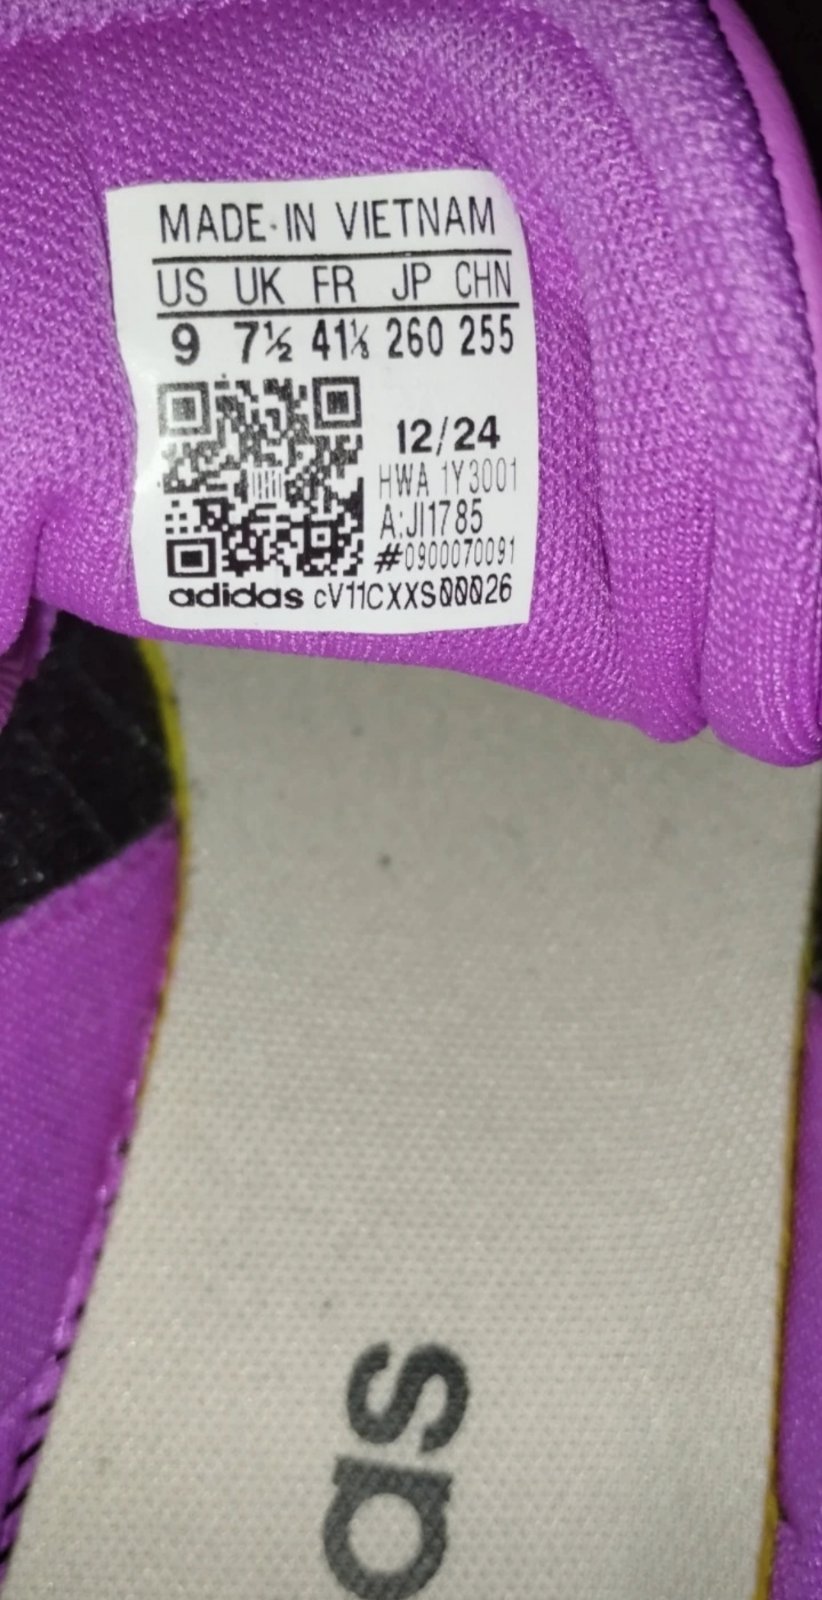 MADE IN VIETNAM
US UK FR JP CHN
9 7½ 41⅓ 260 255
12/24
HWA 1Y3001
A:JI1785
#0900070091
adidas cV11CXXS00026
as